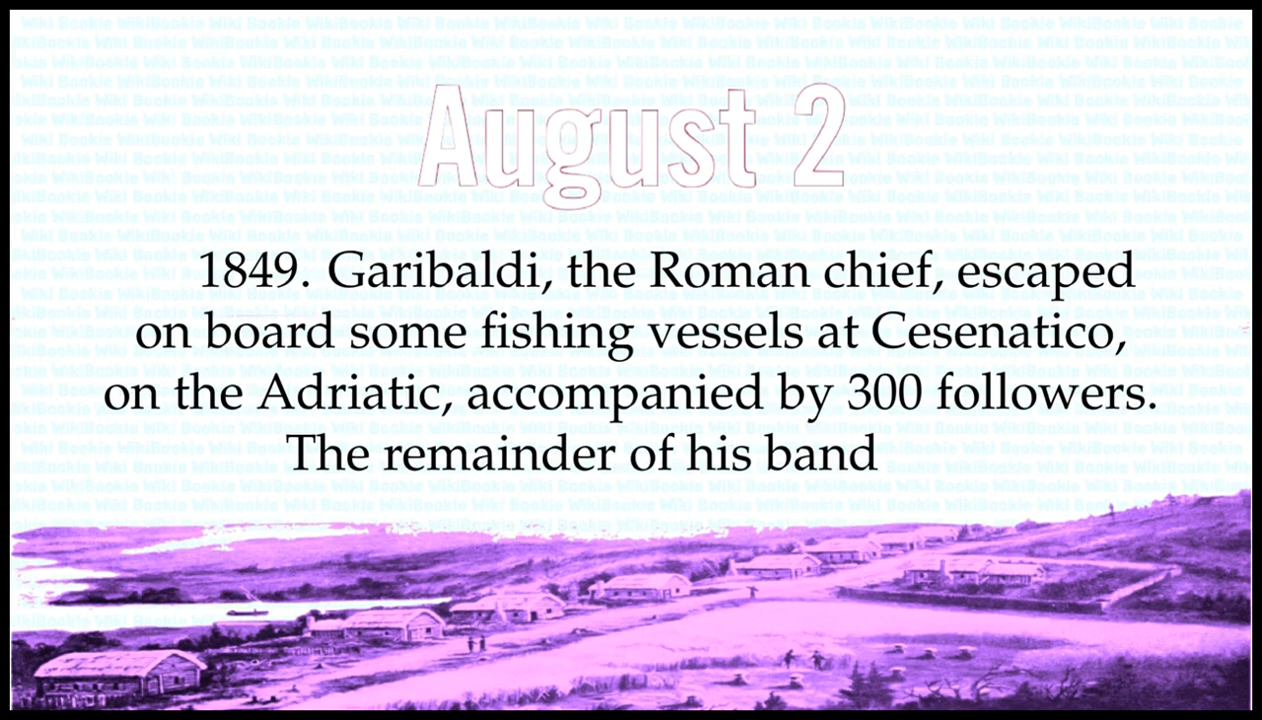 August 2
1849. Garibaldi, the Roman chief, escaped
on board some fishing vessels at Cesenatico,
on the Adriatic, accompanied by 300 followers.
The remainder of his band